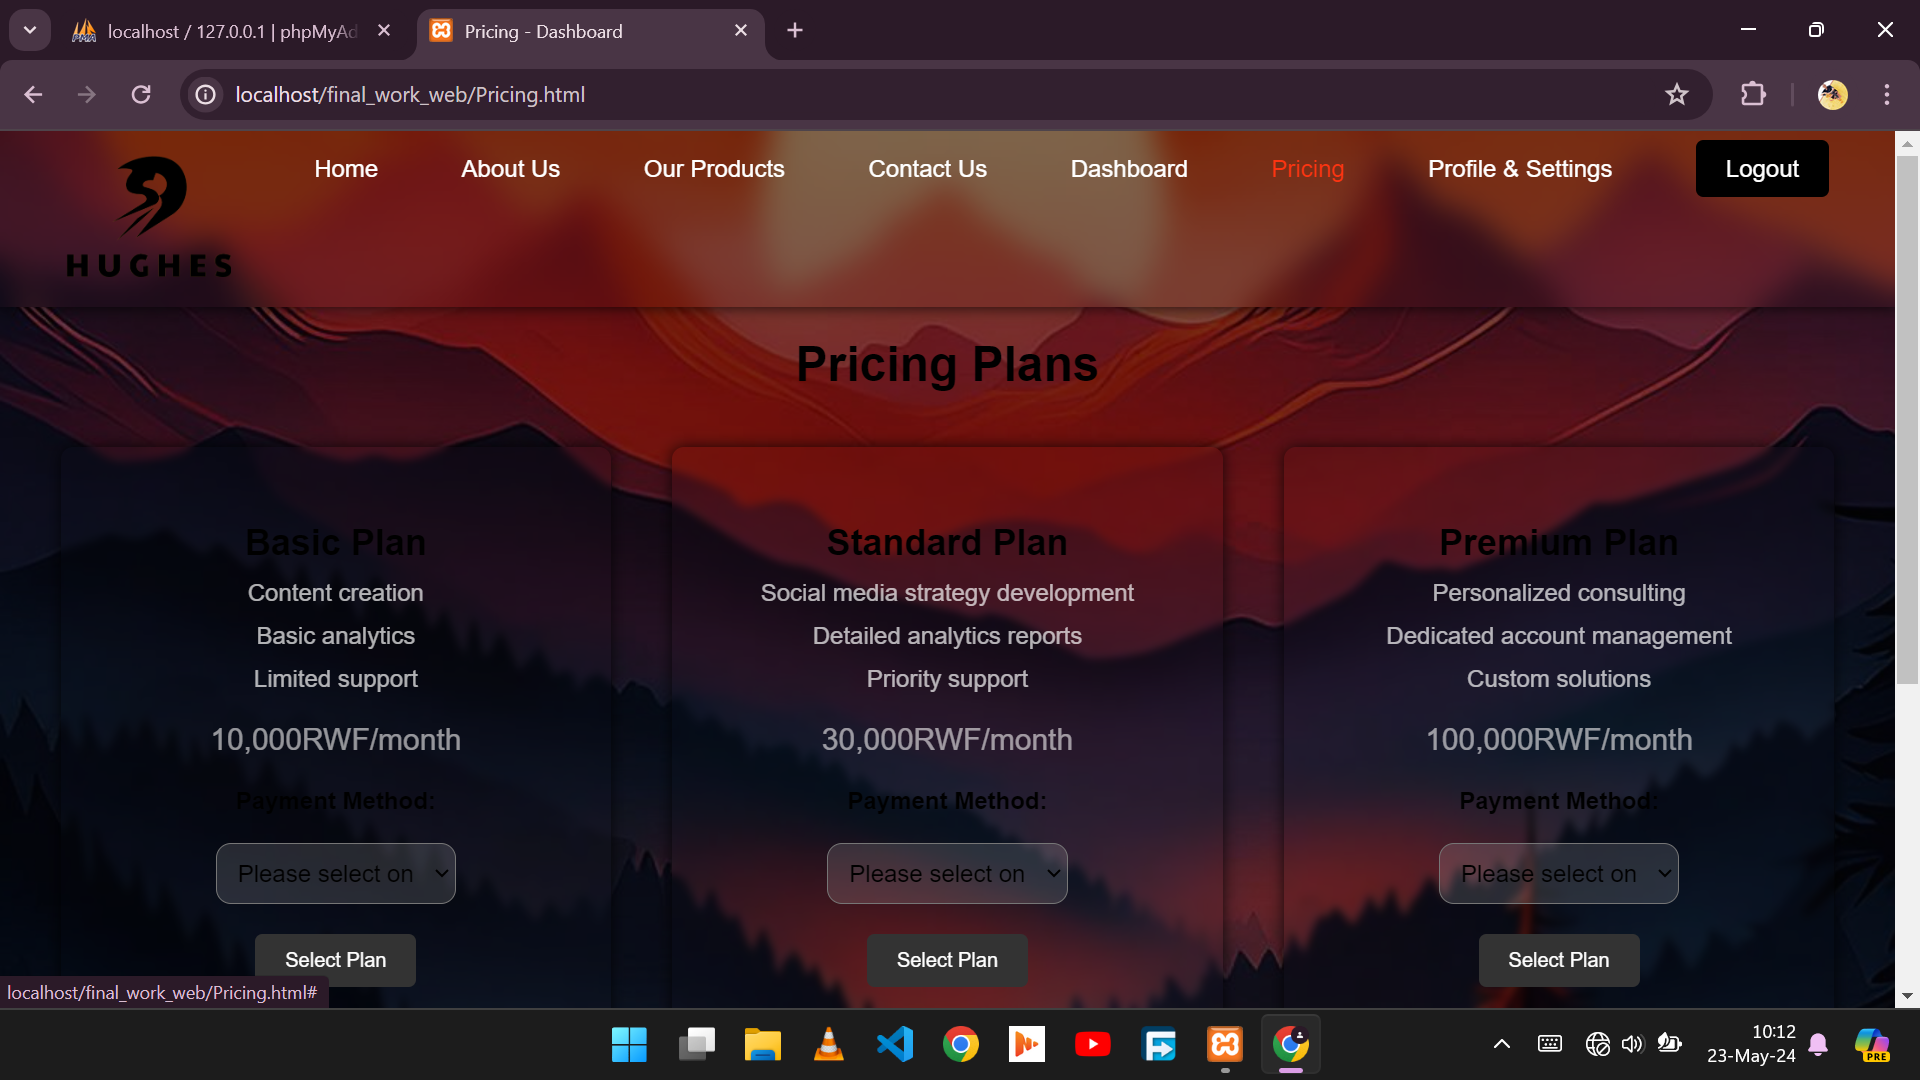 localhost / 127.0.0.1 | phpMyAd
Pricing - Dashboard
localhost/final_work_web/Pricing.html
HUGHES
Home
About Us
Our Products
Contact Us
Dashboard
Pricing
Profile & Settings
Logout
Pricing Plans
Basic Plan
Content creation
Basic analytics
Limited support
10,000RWF/month
Payment Method:
Please select on
Select Plan
Standard Plan
Social media strategy development
Detailed analytics reports
Priority support
30,000RWF/month
Payment Method:
Please select on
Select Plan
Premium Plan
Personalized consulting
Dedicated account management
Custom solutions
100,000RWF/month
Payment Method:
Please select on
Select Plan
localhost/final_work_web/Pricing.html#
10:12
23-May-24
PRE